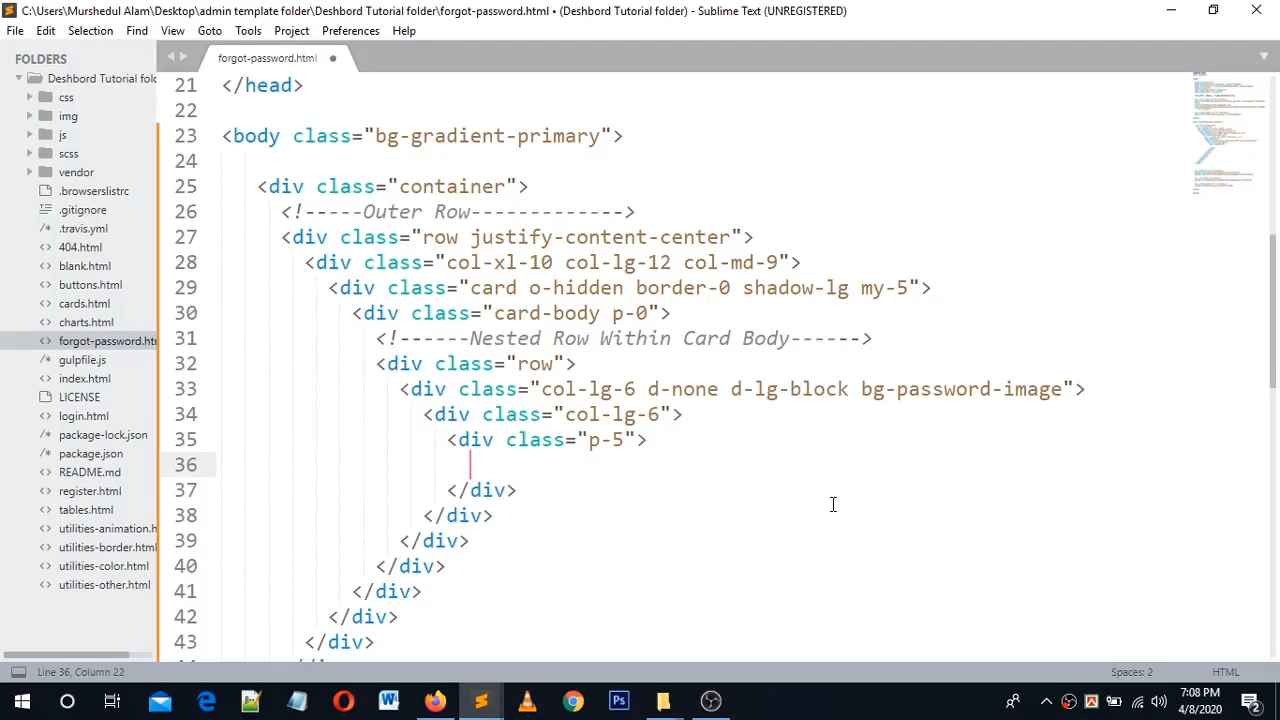 C:\Users\Murshedul Alam\Desktop\admin template folder\Deshbord Tutorial folder\forgot-password.html • (Deshbord Tutorial folder) - Sublime Text (UNREGISTERED)
File Edit Selection Find View Goto Tools Project Preferences Help
FOLDERS
Deshbord Tutorial fold
css
img
js
scss
vendor
.browserslistrc
.gitignore
.travis.yml
404.html
blank.html
buttons.html
cards.html
charts.html
forgot-password.htm
gulpfile.js
index.html
LICENSE
login.html
package-lock.json
package.json
README.md
register.html
tables.html
utilities-animation.h
utilities-border.html
utilities-color.html
utilities-other.html
forgot-password.html
21 </head>
22
23 <body class="bg-gradient-primary">
24
25 <div class="container">
26 <!-----Outer Row------------->
27 <div class="row justify-content-center">
28 <div class="col-xl-10 col-lg-12 col-md-9">
29 <div class="card o-hidden border-0 shadow-lg my-5">
30 <div class="card-body p-0">
31 <!------Nested Row Within Card Body------>
32 <div class="row">
33 <div class="col-lg-6 d-none d-lg-block bg-password-image">
34 <div class="col-lg-6">
35 <div class="p-5">
36
37 </div>
38 </div>
39 </div>
40 </div>
41 </div>
42 </div>
43 </div>
Line 36, Column 22
Spaces: 2
HTML
7:08 PM
4/8/2020
2